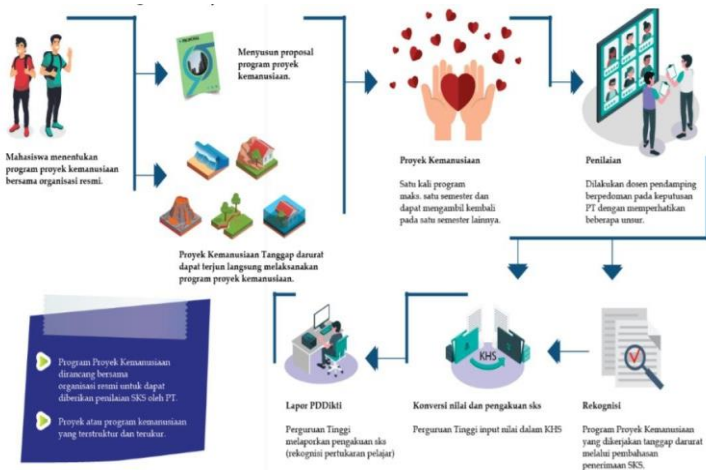 Menyusun proposal
program proyek
kemanusiaan.
Mahasiswa menentukan
program proyek kemanusiaan
bersama organisasi resmi.
Proyek Kemanusiaan Tanggap darurat
dapat terjun langsung melaksanakan
program proyek kemanusiaan.
Proyek Kemanusiaan
Satu kali program
maks. satu semester dan
dapat mengambil kembali
pada satu semester lainnya.
Penilaian
Dilakukan dosen pendamping
berpedoman pada keputusan
PT dengan memperhatikan
beberapa unsur.
Rekognisi
Program Proyek Kemanusiaan
yang dikerjakan tanggap darurat
melalui pembahasan
penerimaan SKS.
KHS
Konversi nilai dan pengakuan sks
Perguruan Tinggi input nilai dalam KHS
Lapor PDDikti
Perguruan Tinggi
melaporkan pengakuan sks
(rekognisi pertukaran pelajar)
Program Proyek Kemanusiaan
dirancang bersama
organisasi resmi untuk dapat
diberikan penilaian SKS oleh PT.
Proyek atau program kemanusiaan
yang terstruktur dan terukur.